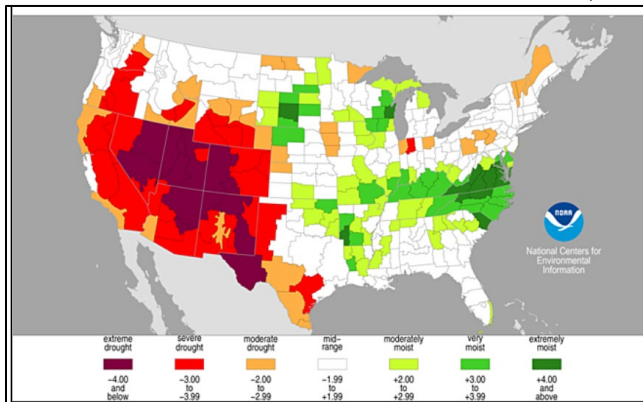 NOAA
National Centers for
Environmental
Information
extreme drought
severe drought
moderate drought
mid-range
moderately moist
very moist
extremely moist
-4.00 and below
-3.00 to -3.99
-2.00 to -2.99
-1.99 to +1.99
+2.00 to +2.99
+3.00 to +3.99
+4.00 and above